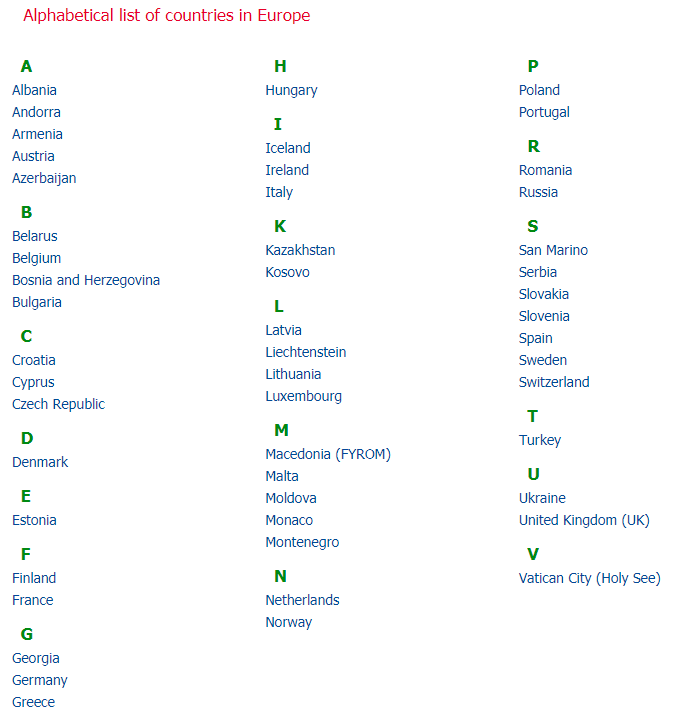 Alphabetical list of countries in Europe
A
Albania
Andorra
Armenia
Austria
Azerbaijan
B
Belarus
Belgium
Bosnia and Herzegovina
Bulgaria
C
Croatia
Cyprus
Czech Republic
D
Denmark
E
Estonia
F
Finland
France
G
Georgia
Germany
Greece
H
Hungary
I
Iceland
Ireland
Italy
K
Kazakhstan
Kosovo
L
Latvia
Liechtenstein
Lithuania
Luxembourg
M
Macedonia (FYROM)
Malta
Moldova
Monaco
Montenegro
N
Netherlands
Norway
P
Poland
Portugal
R
Romania
Russia
S
San Marino
Serbia
Slovakia
Slovenia
Spain
Sweden
Switzerland
T
Turkey
U
Ukraine
United Kingdom (UK)
V
Vatican City (Holy See)